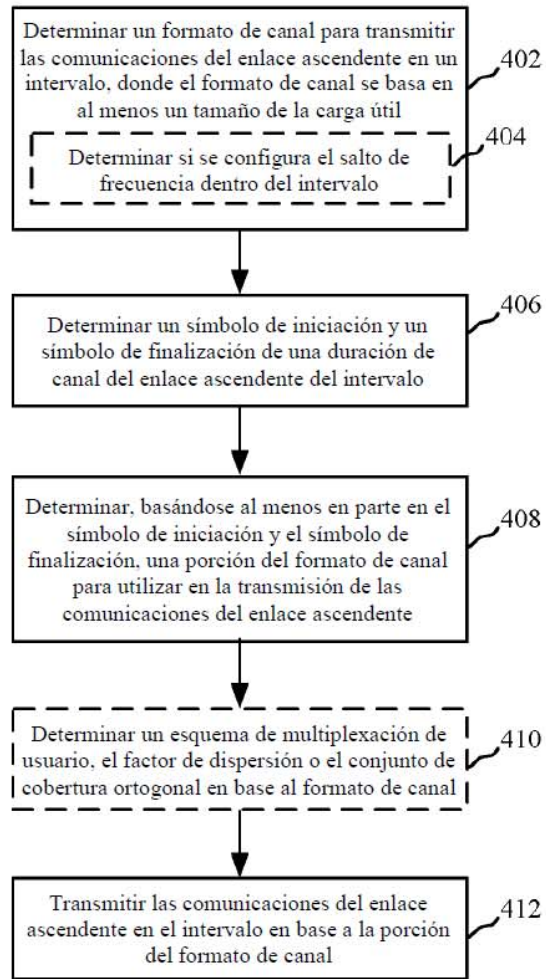 Determinar un formato de canal para transmitir
las comunicaciones del enlace ascendente en un
intervalo, donde el formato de canal se basa en
al menos un tamaño de la carga útil
402
Determinar si se configura el salto de
frecuencia dentro del intervalo
404
Determinar un símbolo de iniciación y un
símbolo de finalización de una duración de
canal del enlace ascendente del intervalo
406
Determinar, basándose al menos en parte en el
símbolo de iniciación y el símbolo de
finalización, una porción del formato de canal
para utilizar en la transmisión de las
comunicaciones del enlace ascendente
408
Determinar un esquema de multiplexación de
usuario, el factor de dispersión o el conjunto de
cobertura ortogonal en base al formato de canal
410
Transmitir las comunicaciones del enlace
ascendente en el intervalo en base a la porción
del formato de canal
412